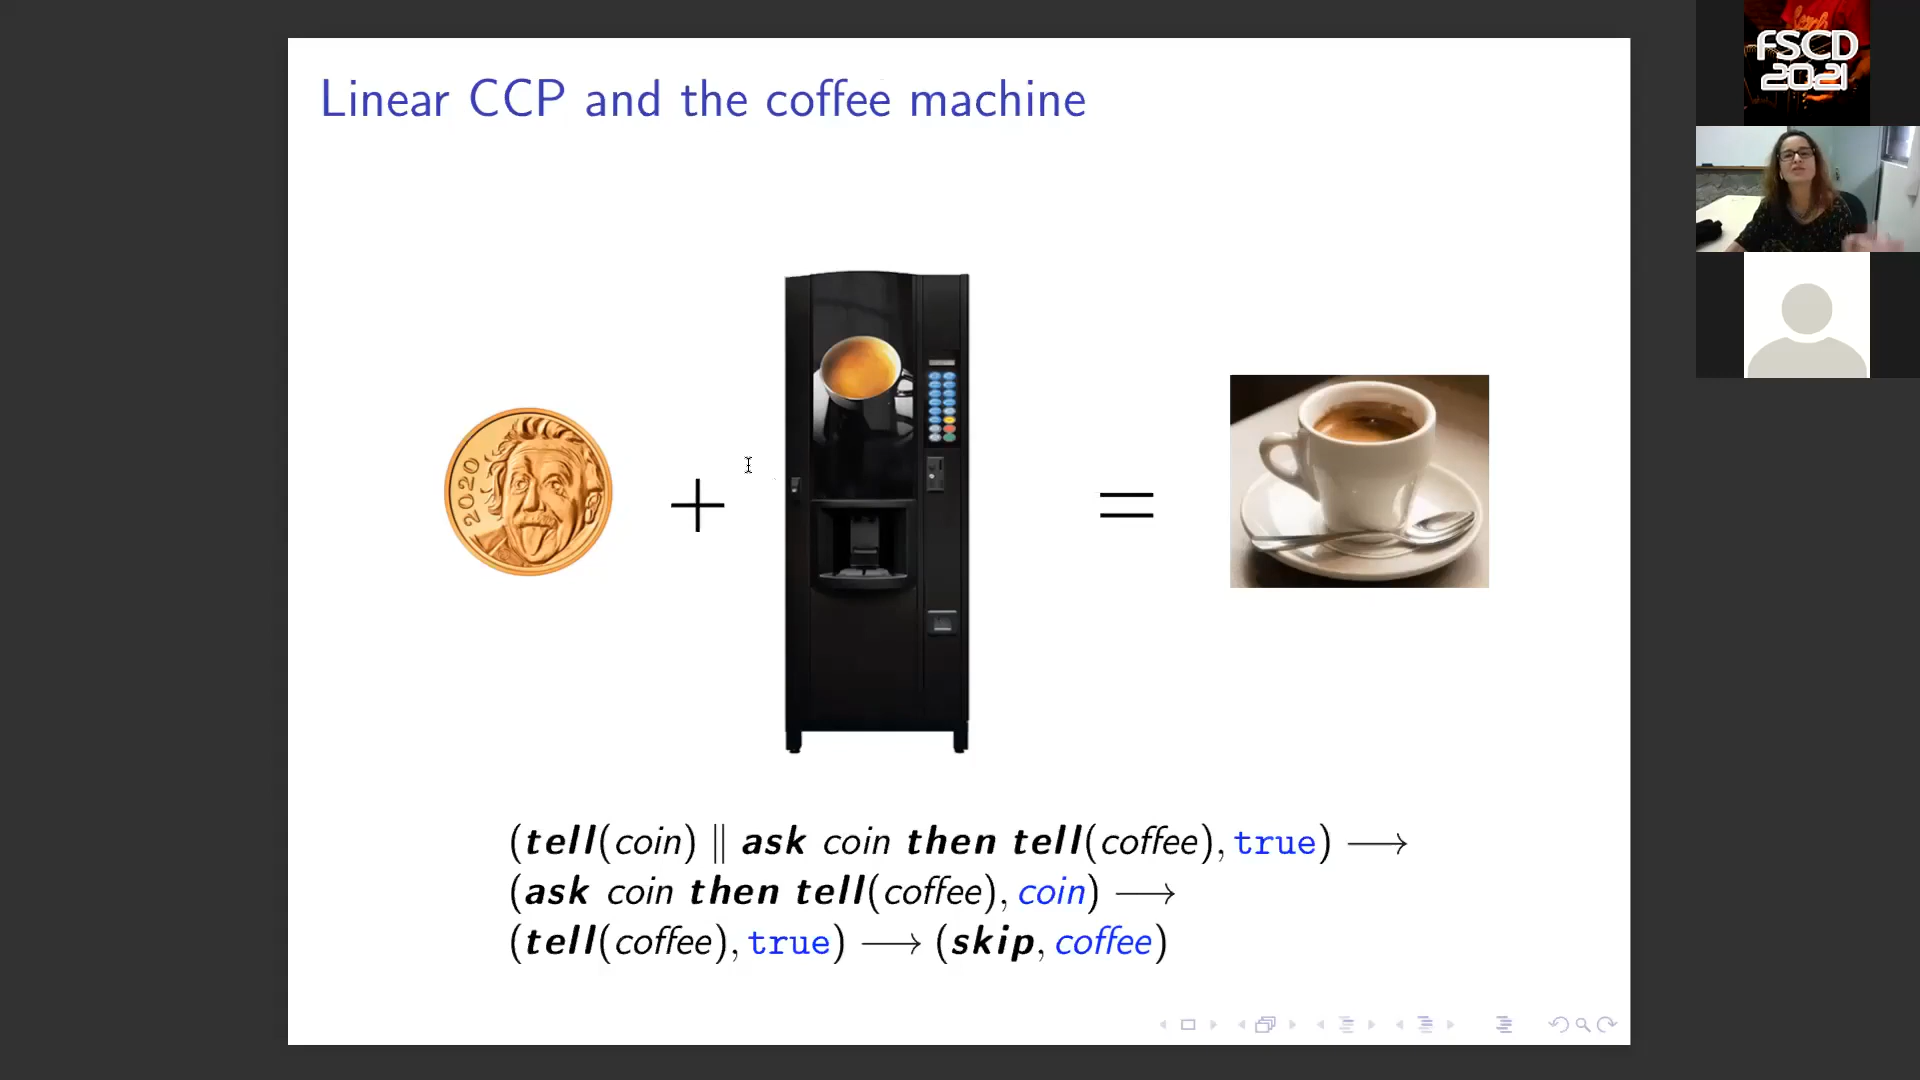 Linear CCP and the coffee machine
2020
+
=
(tell(coin) ∥ ask coin then tell(coffee), true) ⟶
(ask coin then tell(coffee), coin) ⟶
(tell(coffee), true) ⟶ (skip, coffee)
FSCD
2021